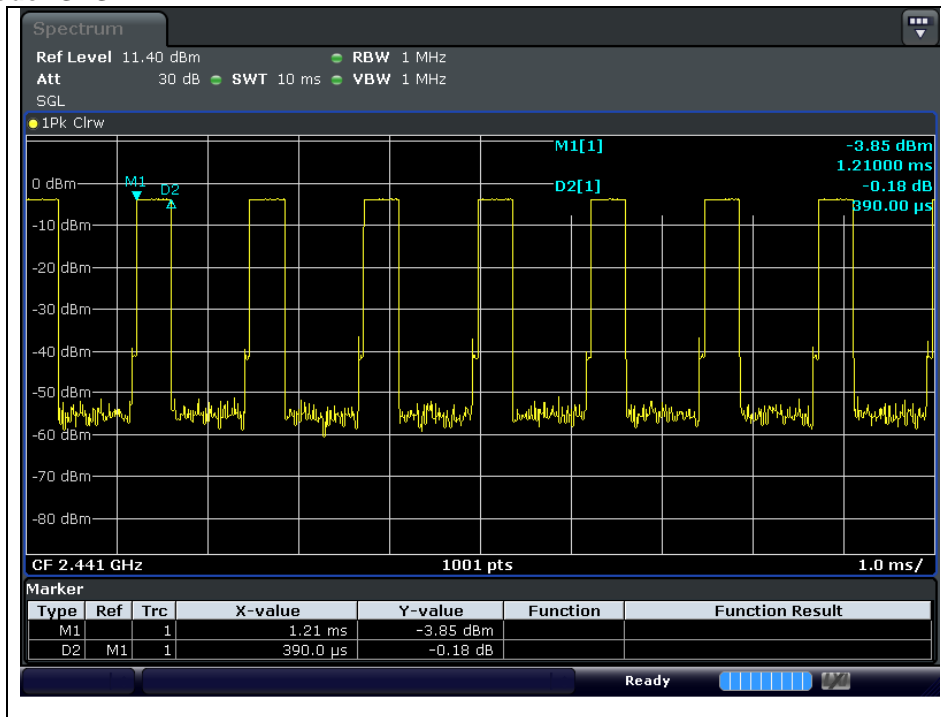 Spectrum
Ref Level 11.40 dBm RBW 1 MHz
Att 30 dB SWT 10 ms VBW 1 MHz
SGL
1Pk Clrw
M1[1] -3.85 dBm
1.21000 ms
D2[1] -0.18 dB
390.00 µs
M1
D2
0 dBm
-10 dBm
-20 dBm
-30 dBm
-40 dBm
-50 dBm
-60 dBm
-70 dBm
-80 dBm
CF 2.441 GHz 1001 pts 1.0 ms/
Marker
Type Ref Trc X-value Y-value Function Function Result
M1 1 1.21 ms -3.85 dBm
D2 M1 1 390.0 µs -0.18 dB
Ready